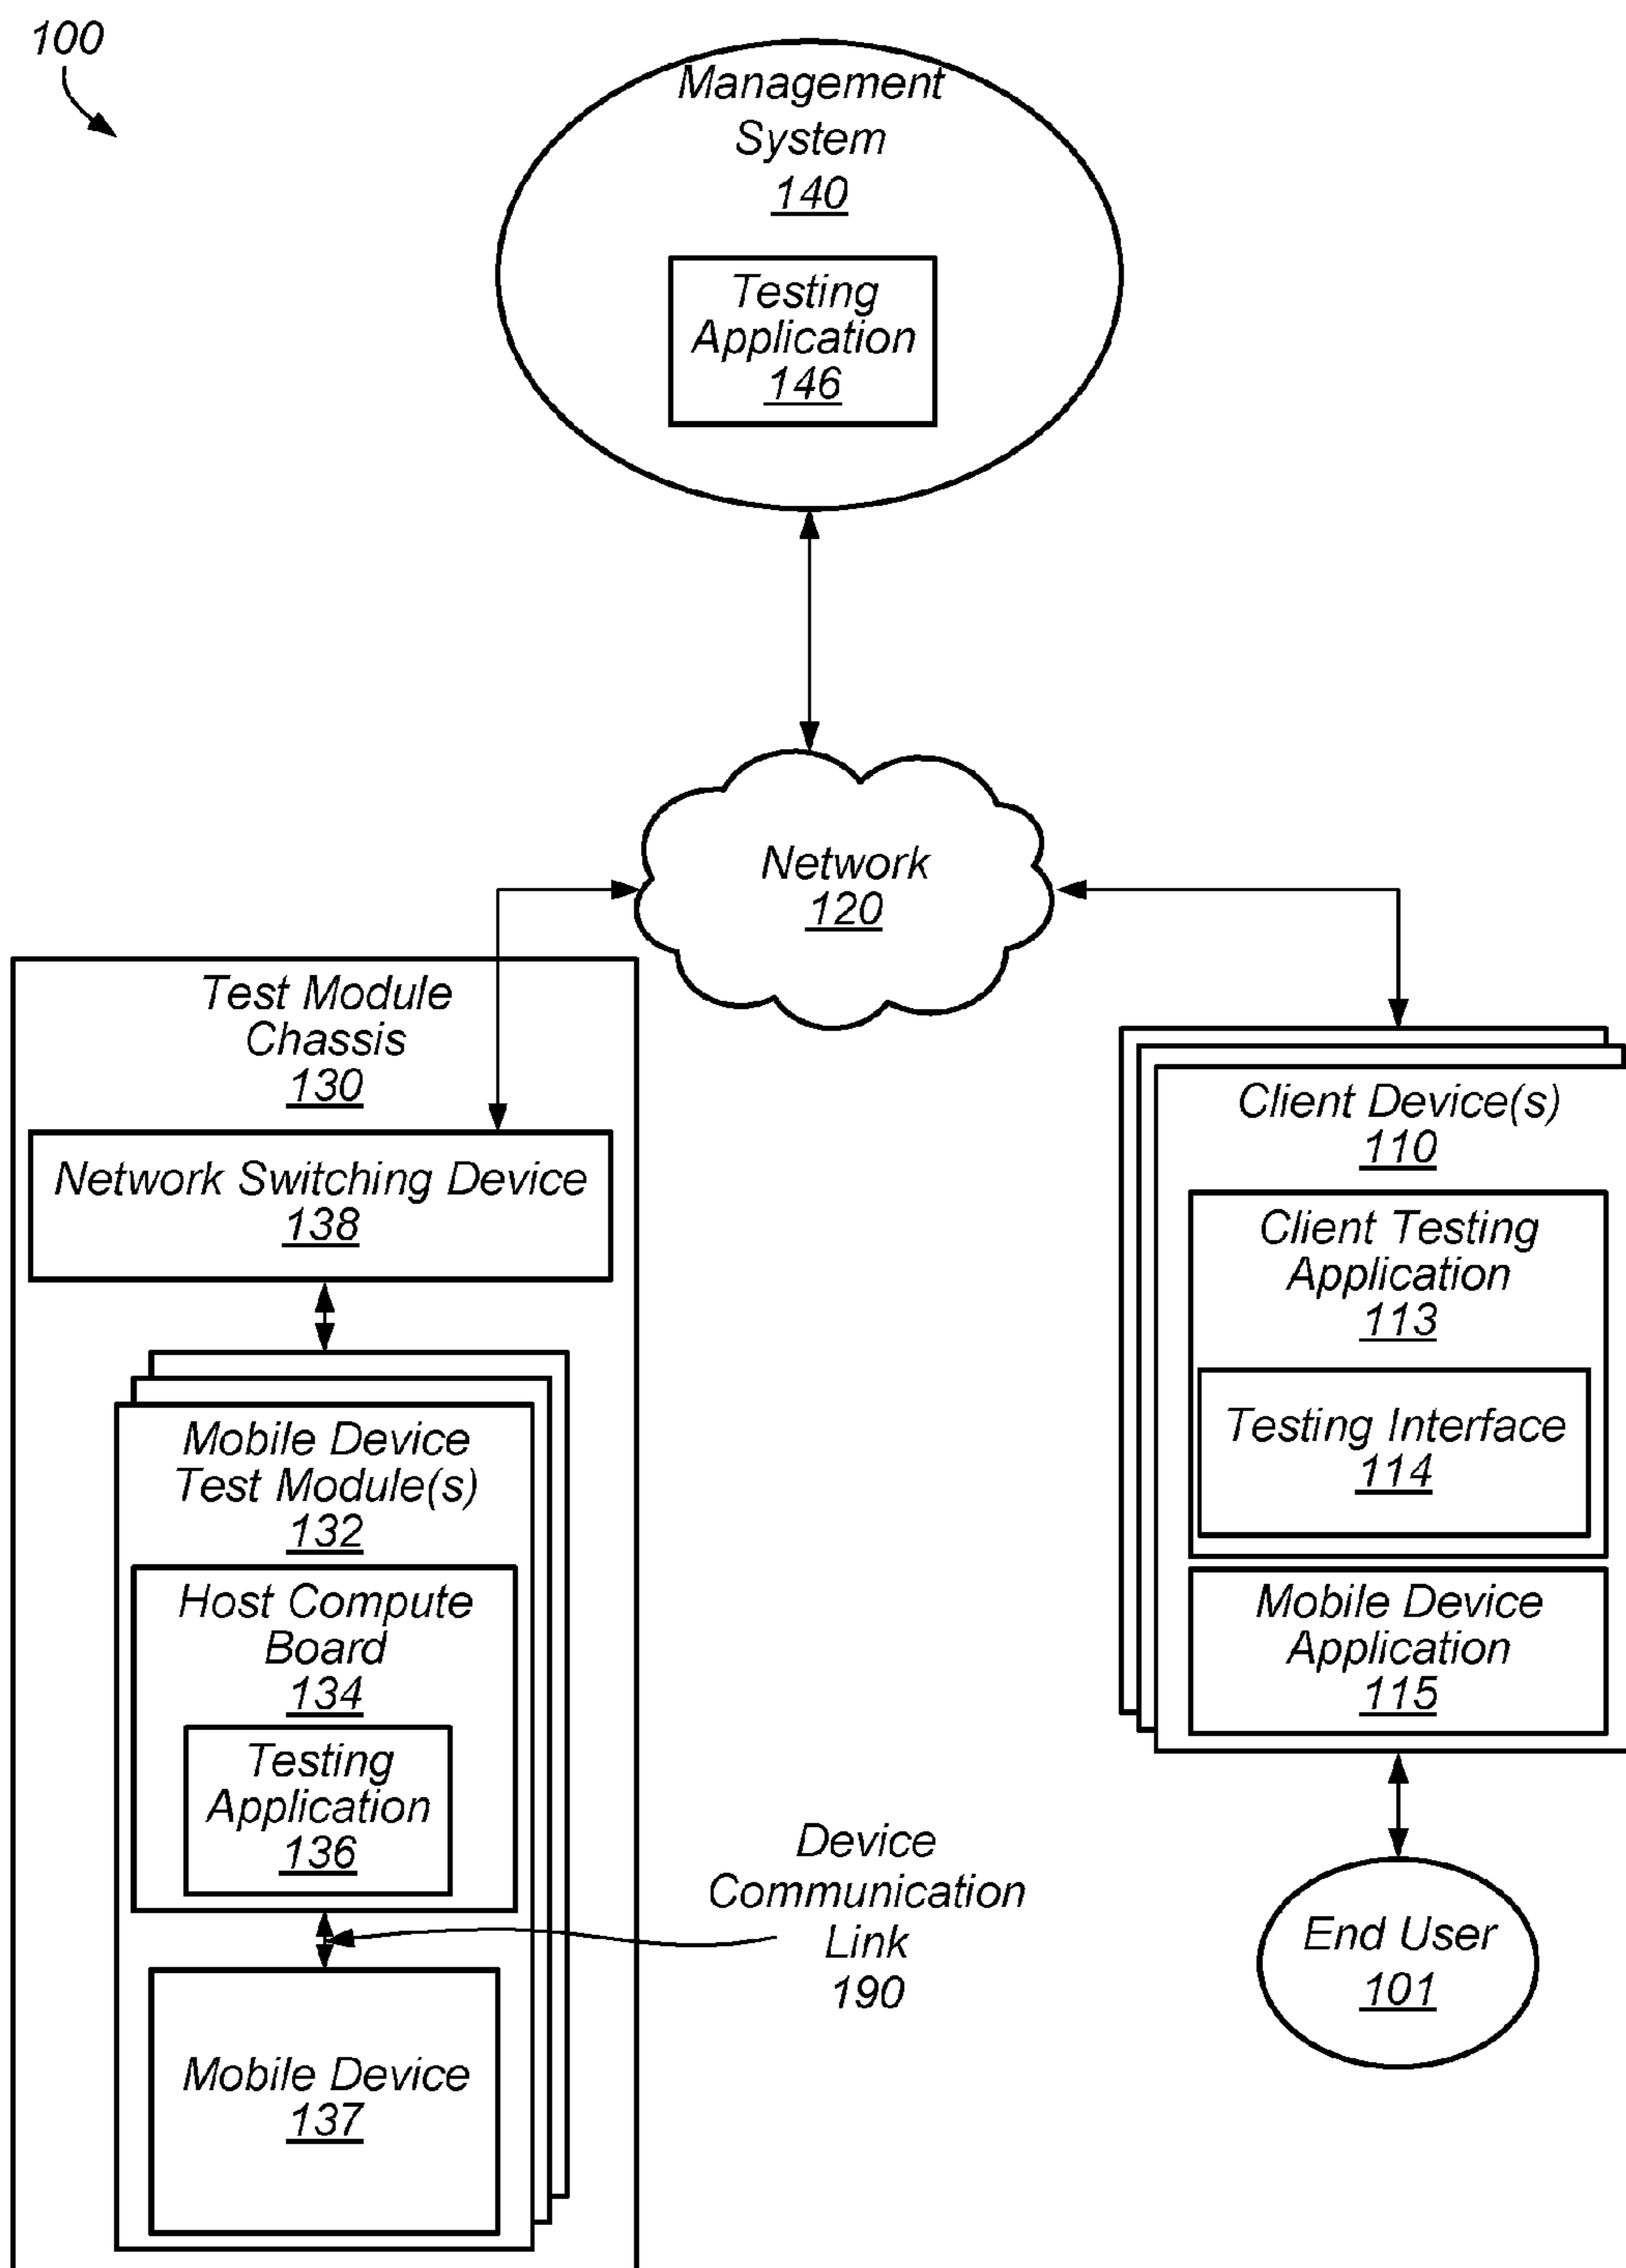 100
Management
System
140
Testing
Application
146
Network
120
Test Module
Chassis
130
Network Switching Device
138
Mobile Device
Test Module(s)
132
Host Compute
Board
134
Testing
Application
136
Mobile Device
137
Device
Communication
Link
190
Client Device(s)
110
Client Testing
Application
113
Testing Interface
114
Mobile Device
Application
115
End User
101